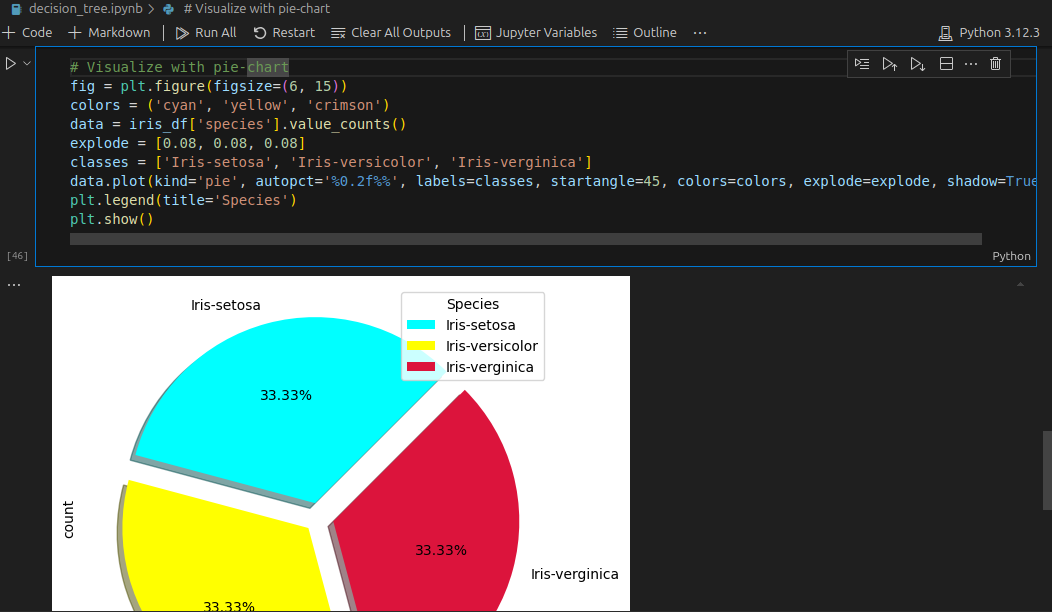 decision_tree.ipynb > # Visualize with pie-chart
+ Code + Markdown | Run All Restart Clear All Outputs | Jupyter Variables Outline ... Python 3.12.3
# Visualize with pie-chart
fig = plt.figure(figsize=(6, 15))
colors = ('cyan', 'yellow', 'crimson')
data = iris_df['species'].value_counts()
explode = [0.08, 0.08, 0.08]
classes = ['Iris-setosa', 'Iris-versicolor', 'Iris-verginica']
data.plot(kind='pie', autopct='%0.2f%%', labels=classes, startangle=45, colors=colors, explode=explode, shadow=True
plt.legend(title='Species')
plt.show()
[46]
Python
...
Iris-setosa
Species
Iris-setosa
Iris-versicolor
Iris-verginica
33.33%
count
33.33%
Iris-verginica
33.33%